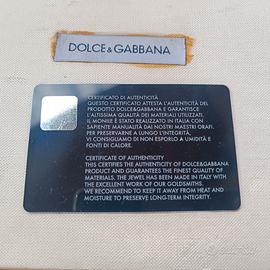 DOLCE & GABBANA
CERTIFICATO DI AUTENTICITÀ
QUESTO CERTIFICATO ATTESTA L'AUTENTICITÀ DEL
PRODOTTO DOLCE&GABBANA E GARANTISCE
L'ALTISSIMA QUALITÀ DEI MATERIALI UTILIZZATI.
IL MONILE È STATO REALIZZATO IN ITALIA CON
SAPIENTE MANUALITÀ DAI NOSTRI MAESTRI ORAFI.
PER PRESERVARNE A LUNGO L'INTEGRITÀ,
VI CONSIGLIAMO DI NON ESPORLO A UMIDITÀ E
FONTI DI CALORE.
CERTIFICATE OF AUTHENTICITY
THIS CERTIFIES THE AUTHENTICITY OF DOLCE&GABBANA
PRODUCT AND GUARANTEES THE FINEST QUALITY OF
MATERIALS. THE JEWEL HAS BEEN MADE IN ITALY WITH
THE EXCELLENT WORK OF OUR GOLDSMITHS.
WE RECOMMEND TO KEEP IT AWAY FROM HEAT AND
MOISTURE TO PRESERVE LONG-TERM INTEGRITY.